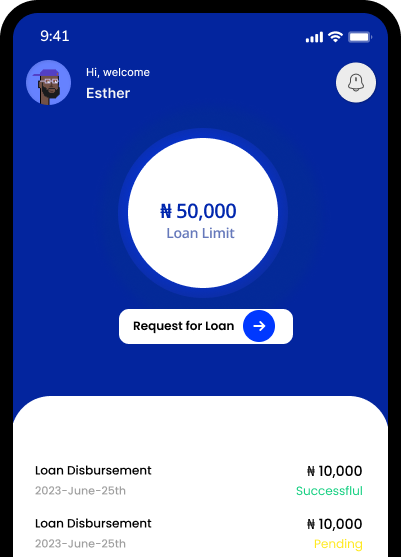 9:41
Hi, welcome
Esther
₦ 50,000
Loan Limit
Request for Loan
Loan Disbursement ₦ 10,000
2023-June-25th Successflul
Loan Disbursement ₦ 10,000
2023-June-25th Pending